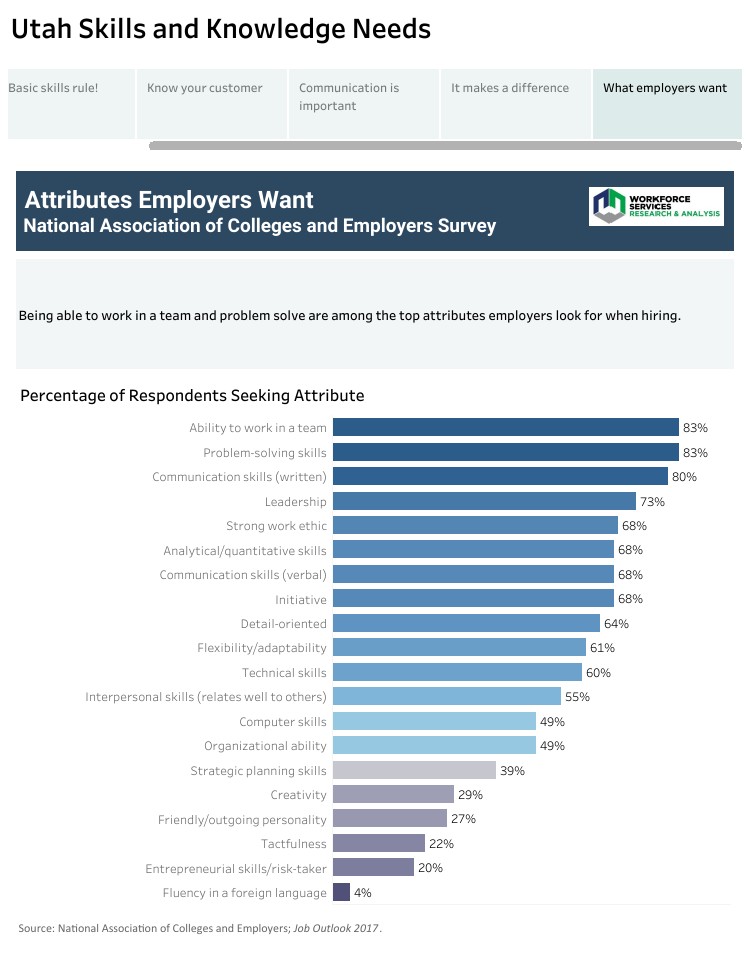 Utah Skills and Knowledge Needs
Basic skills rule!
Know your customer
Communication is
important
It makes a difference
What employers want
Attributes Employers Want
National Association of Colleges and Employers Survey
WORKFORCE
SERVICES
RESEARCH & ANALYSIS
Being able to work in a team and problem solve are among the top attributes employers look for when hiring.
Percentage of Respondents Seeking Attribute
Ability to work in a team 83%
Problem-solving skills 83%
Communication skills (written) 80%
Leadership 73%
Strong work ethic 68%
Analytical/quantitative skills 68%
Communication skills (verbal) 68%
Initiative 68%
Detail-oriented 64%
Flexibility/adaptability 61%
Technical skills 60%
Interpersonal skills (relates well to others) 55%
Computer skills 49%
Organizational ability 49%
Strategic planning skills 39%
Creativity 29%
Friendly/outgoing personality 27%
Tactfulness 22%
Entrepreneurial skills/risk-taker 20%
Fluency in a foreign language 4%
Source: National Association of Colleges and Employers; Job Outlook 2017.